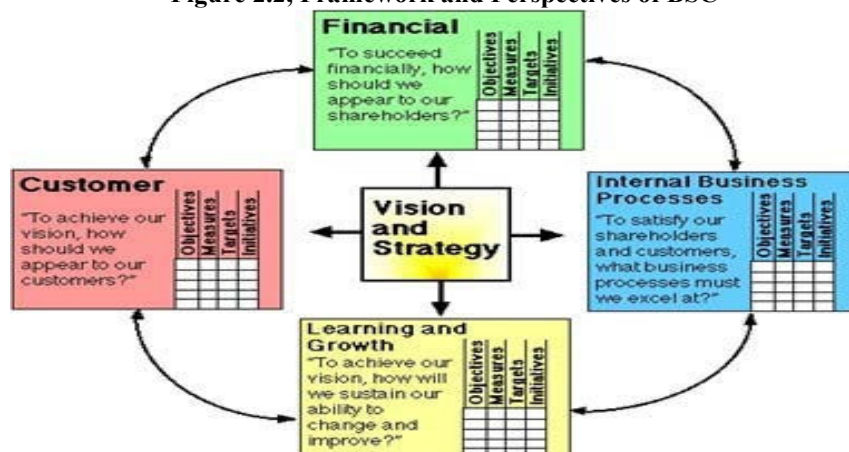 Figure 2.2; Framework and Perspectives of BSC
Financial
"To succeed
financially, how
should we
appear to our
shareholders?"
Objectives
Measures
Targets
Initiatives
Customer
"To achieve our
vision, how
should we
appear to our
customers?"
Objectives
Measures
Targets
Initiatives
Vision
and
Strategy
Internal Business
Processes
"To satisfy our
shareholders
and customers,
what business
processes must
we excel at?"
Objectives
Measures
Targets
Initiatives
Learning and
Growth
"To achieve our
vision, how will
we sustain our
ability to
change and
improve?"
Objectives
Measures
Targets
Initiatives